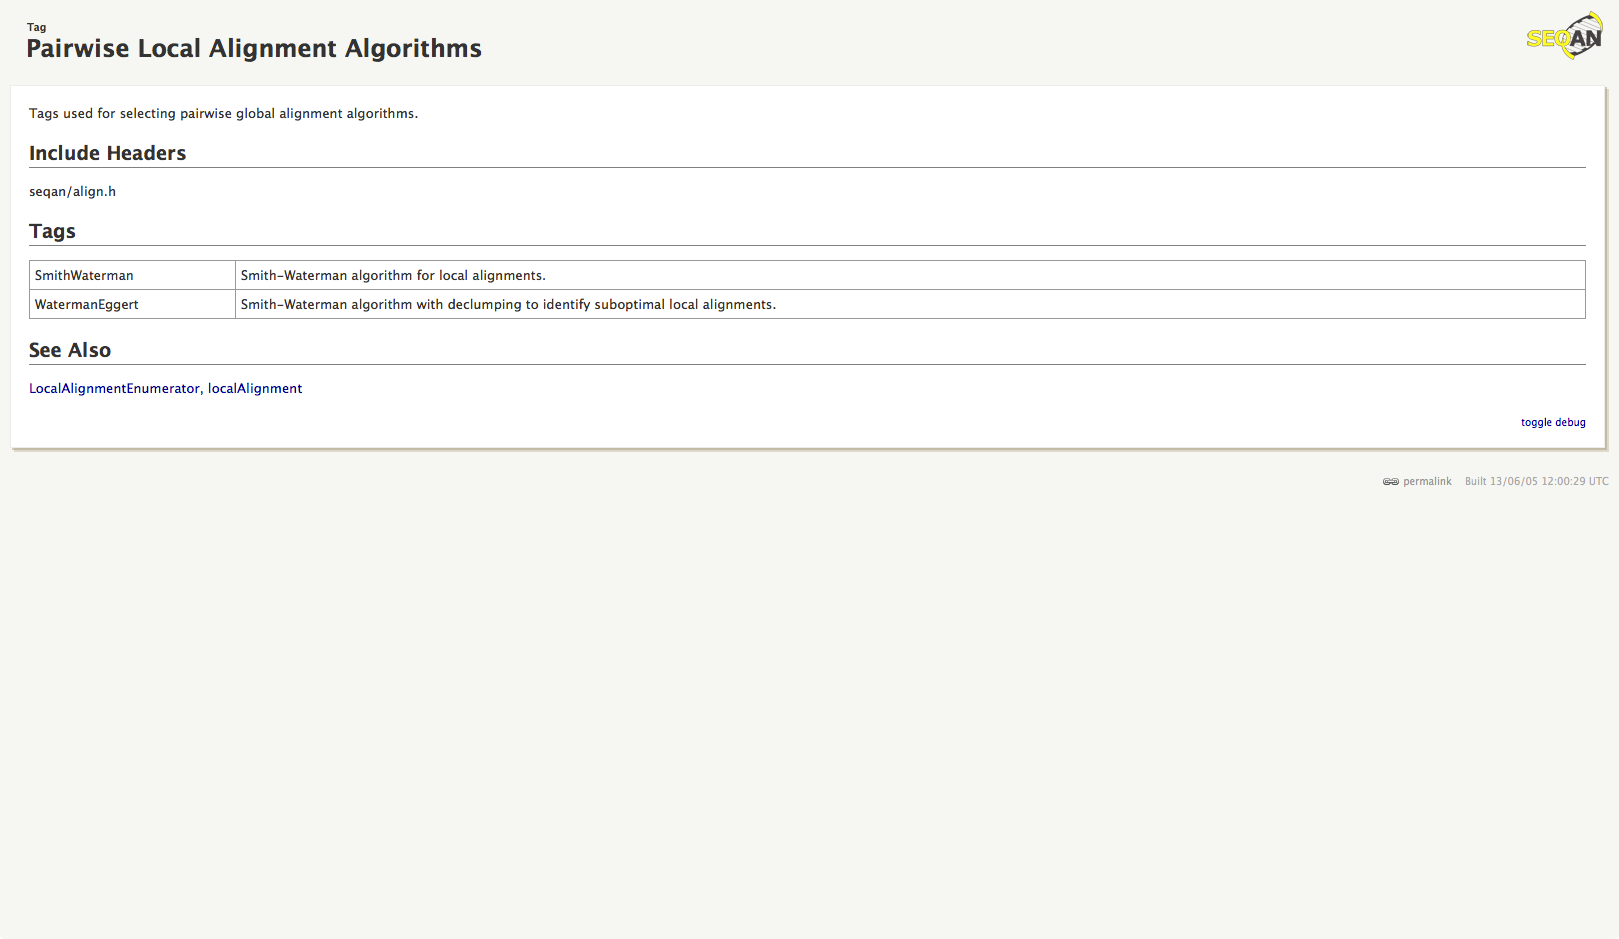 Tag
Pairwise Local Alignment Algorithms
SEQAN
Tags used for selecting pairwise global alignment algorithms.
Include Headers
seqan/align.h
Tags
SmithWaterman Smith-Waterman algorithm for local alignments.
WatermanEggert Smith-Waterman algorithm with declumping to identify suboptimal local alignments.
See Also
LocalAlignmentEnumerator, localAlignment
toggle debug
permalink Built 13/06/05 12:00:29 UTC